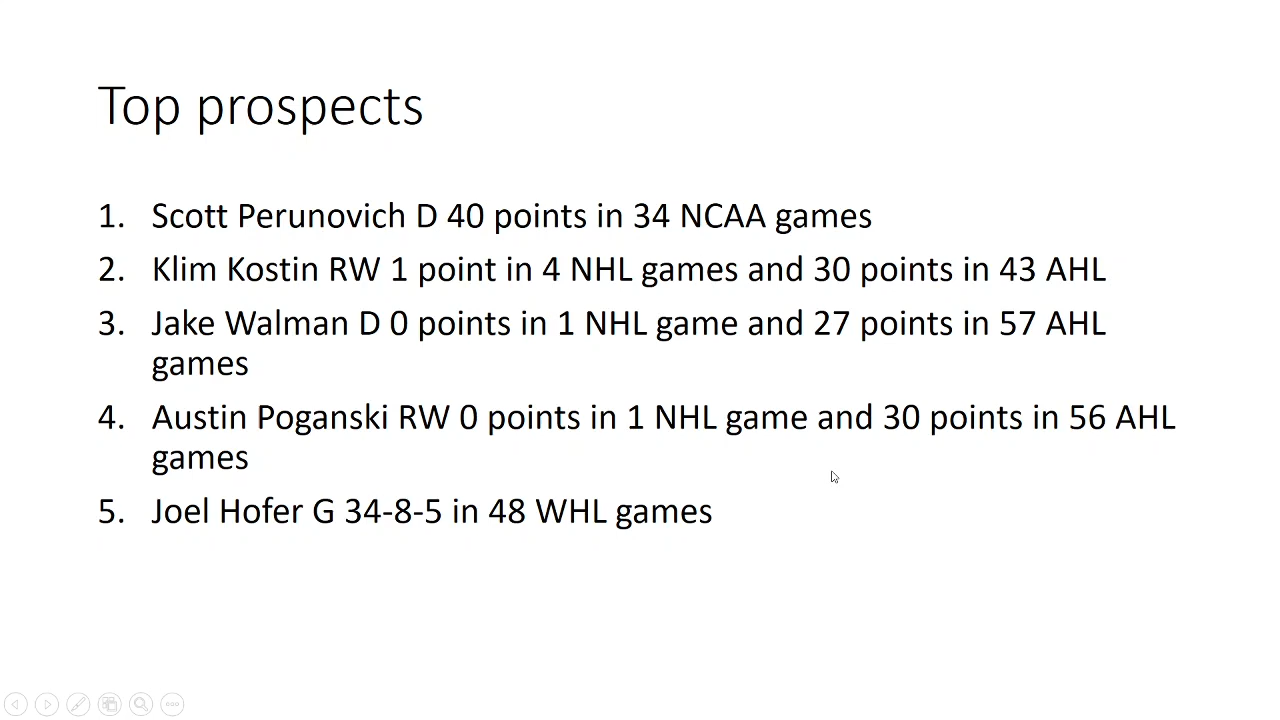 Top prospects
1. Scott Perunovich D 40 points in 34 NCAA games
2. Klim Kostin RW 1 point in 4 NHL games and 30 points in 43 AHL
3. Jake Walman D 0 points in 1 NHL game and 27 points in 57 AHL
games
4. Austin Poganski RW 0 points in 1 NHL game and 30 points in 56 AHL
games
5. Joel Hofer G 34-8-5 in 48 WHL games